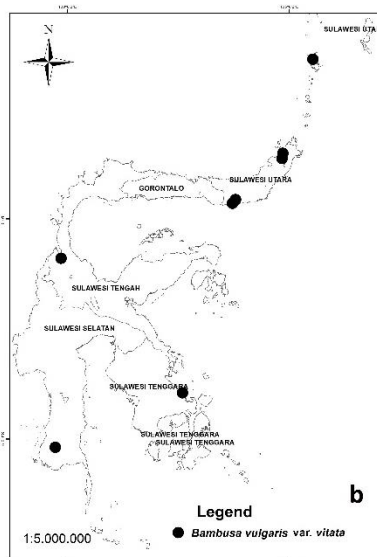 N
SULAWESI UTA
SULAWESI UTARA
GORONTALO
SULAWESI TENGAH
SULAWESI SELATAN
SULAWESI TENGGARA
SULAWESI TENGGARA
SULAWESI TENGGARA
b
Legend
1:5.000.000
Bambusa vulgaris var. vitata